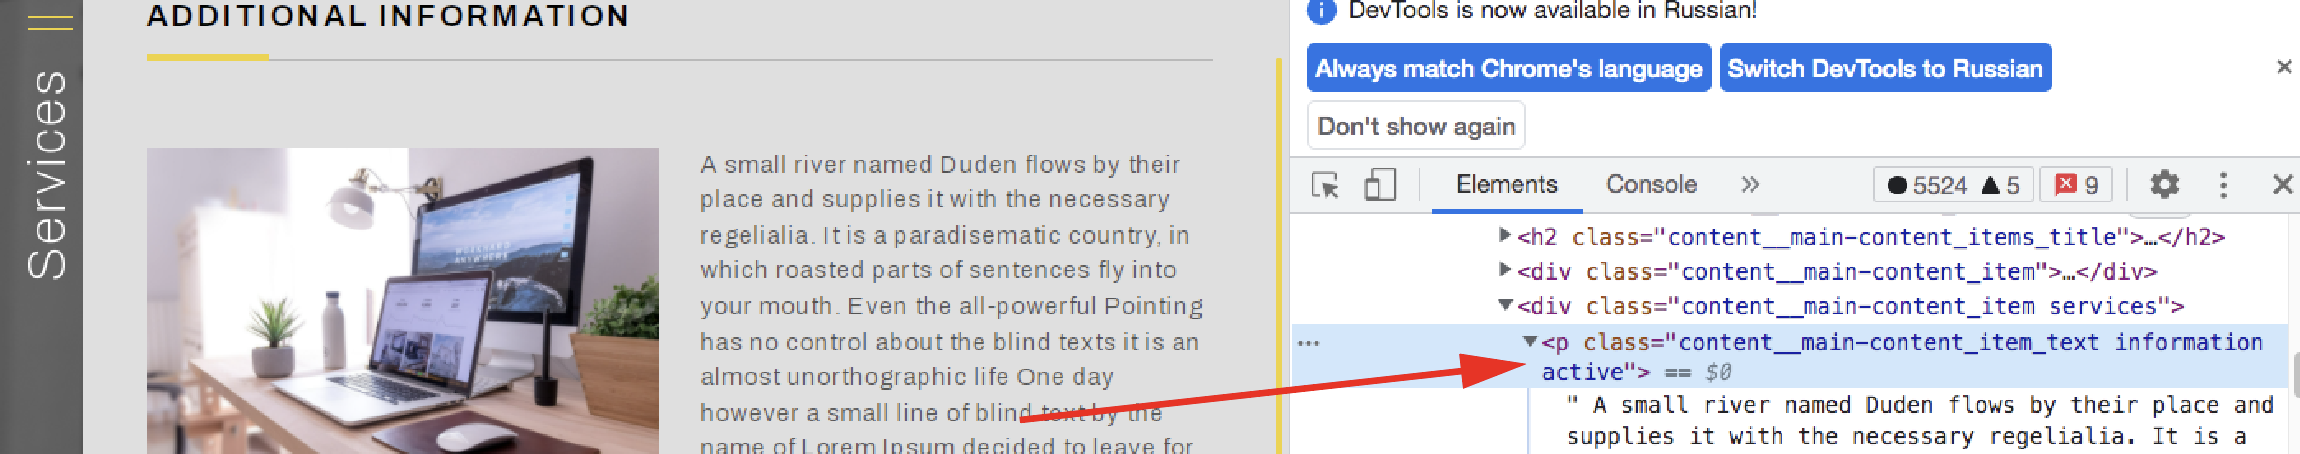 ADDITIONAL INFORMATION
Services
A small river named Duden flows by their
place and supplies it with the necessary
regelialia. It is a paradisematic country, in
which roasted parts of sentences fly into
your mouth. Even the all-powerful Pointing
has no control about the blind texts it is an
almost unorthographic life One day
however a small line of blind text by the
name of Lorem Ipsum decided to leave for
WORK HARD
ANYWHERE
DevTools is now available in Russian!
Always match Chrome's language
Switch DevTools to Russian
×
Don't show again
Elements Console » 5524 5 9
▶<h2 class="content__main-content_items_title">…</h2>
▶<div class="content__main-content_item">…</div>
▼<div class="content__main-content_item services">
… ▼<p class="content__main-content_item_text information
active"> == $0
" A small river named Duden flows by their place and
supplies it with the necessary regelialia. It is a